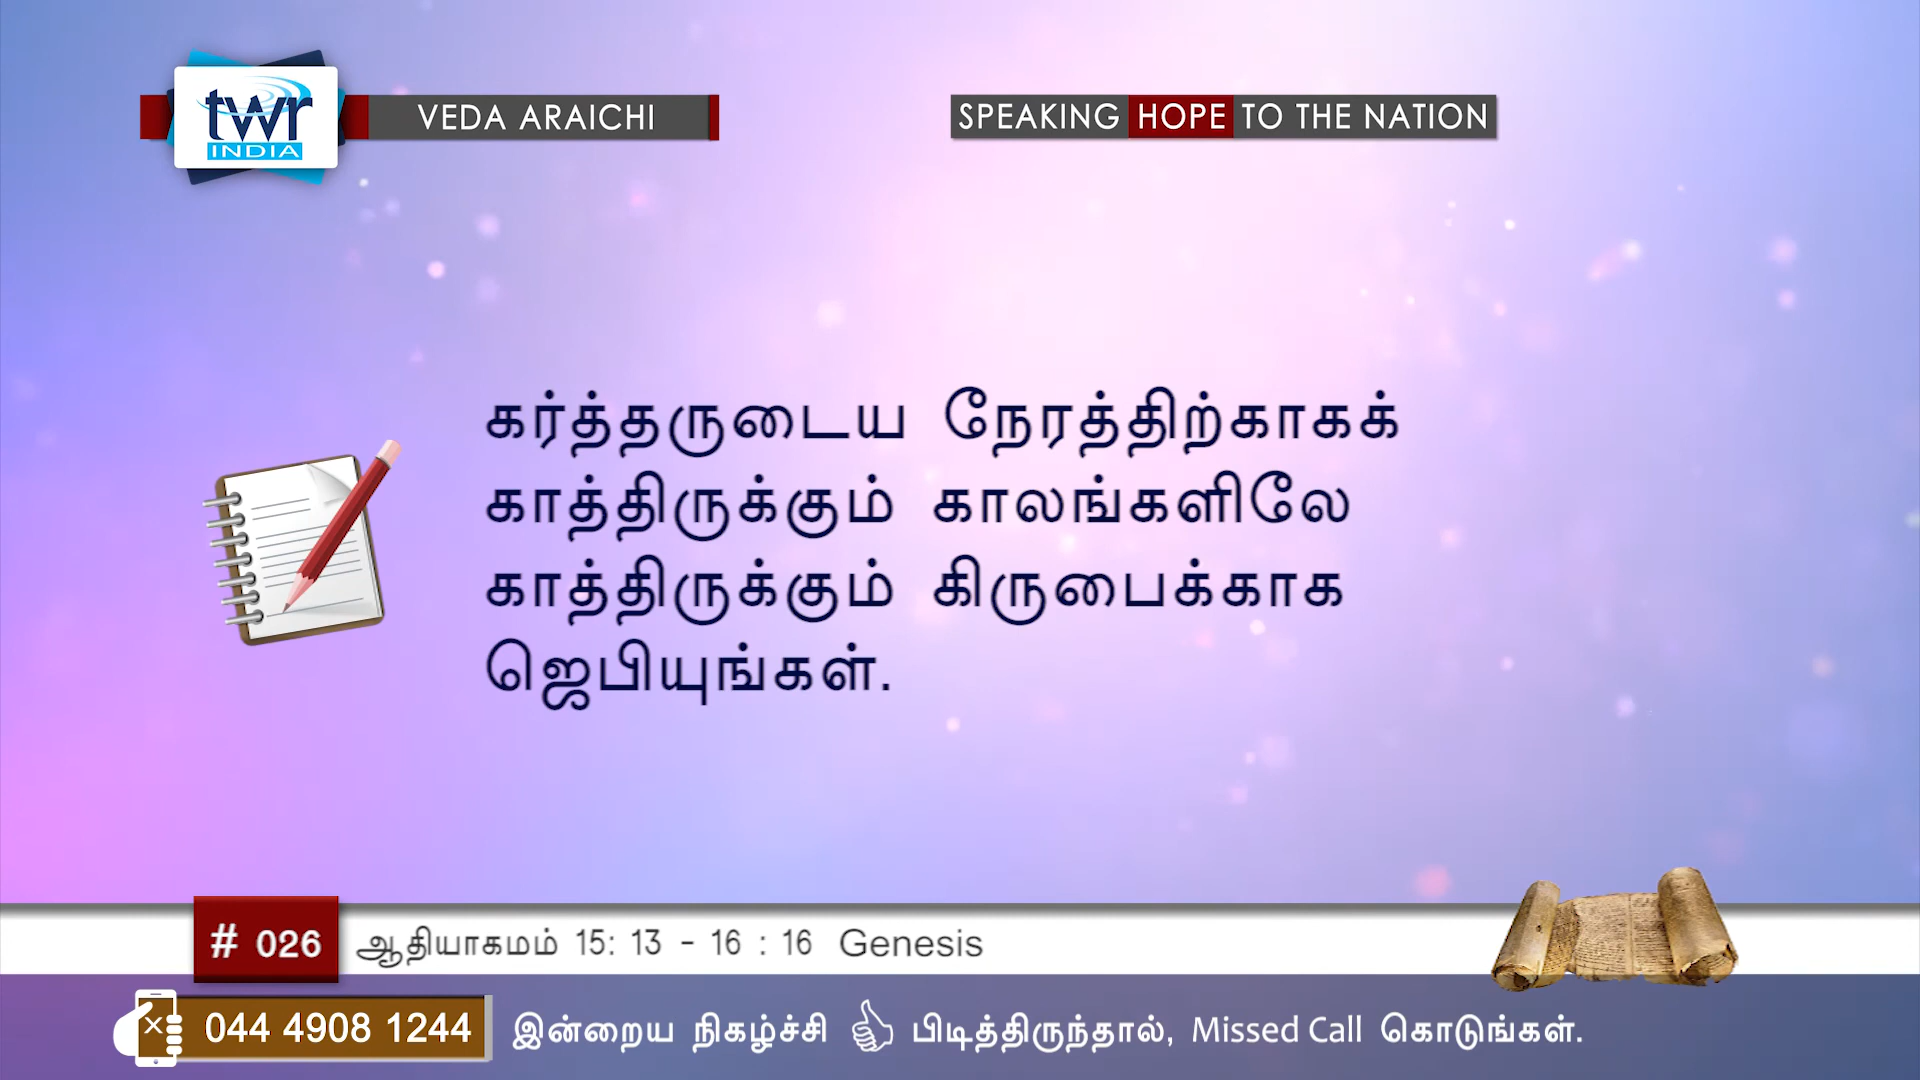 twr
INDIA
VEDA ARAICHI
SPEAKING HOPE TO THE NATION
கர்த்தருடைய நேரத்திற்காகக்
காத்திருக்கும் காலங்களிலே
காத்திருக்கும் கிருபைக்காக
ஜெபியுங்கள்.
# 026 ஆதியாகமம் 15: 13 - 16 : 16 Genesis
044 4908 1244 இன்றைய நிகழ்ச்சி பிடித்திருந்தால், Missed Call கொடுங்கள்.